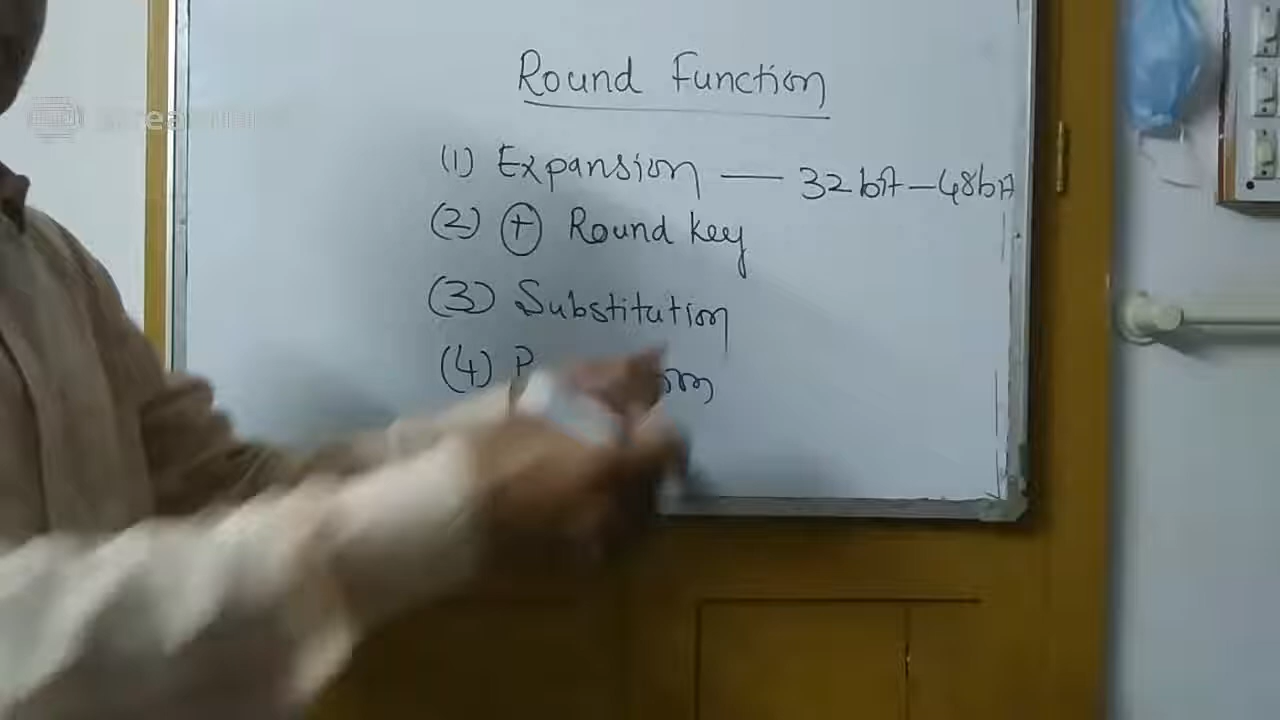 Round Function
(1) Expansion — 32 bit – 48 bit
(2) ⊕ Round key
(3) Substitution
(4)